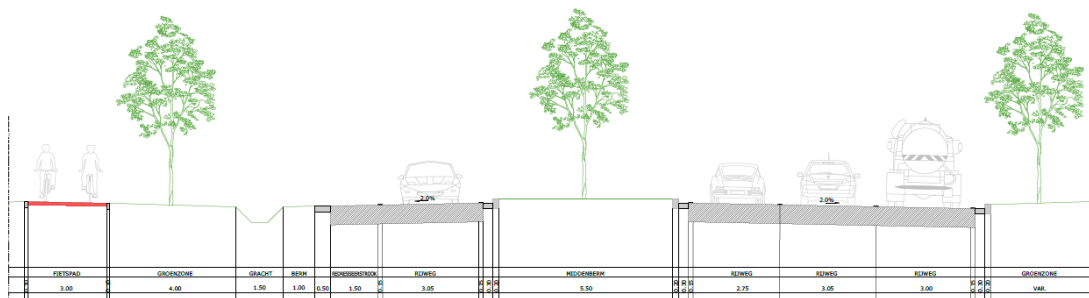 2.0%
2.0%
FIETSPAD GROENZONE GRACHT BERM REDRESSEERSTROOK RIJWEG MIDDENBERM RIJWEG RIJWEG RIJWEG GROENZONE
3.00 4.00 1.50 1.00 0.50 1.50 3.05 5.50 2.75 3.05 3.00 VAR.